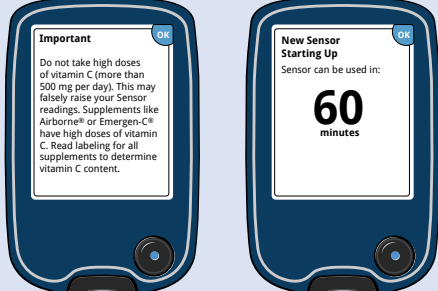 OK
Important
Do not take high doses
of vitamin C (more than
500 mg per day). This may
falsely raise your Sensor
readings. Supplements like
Airborne® or Emergen-C®
have high doses of vitamin
C. Read labeling for all
supplements to determine
vitamin C content.
OK
New Sensor
Starting Up
Sensor can be used in:
60
minutes